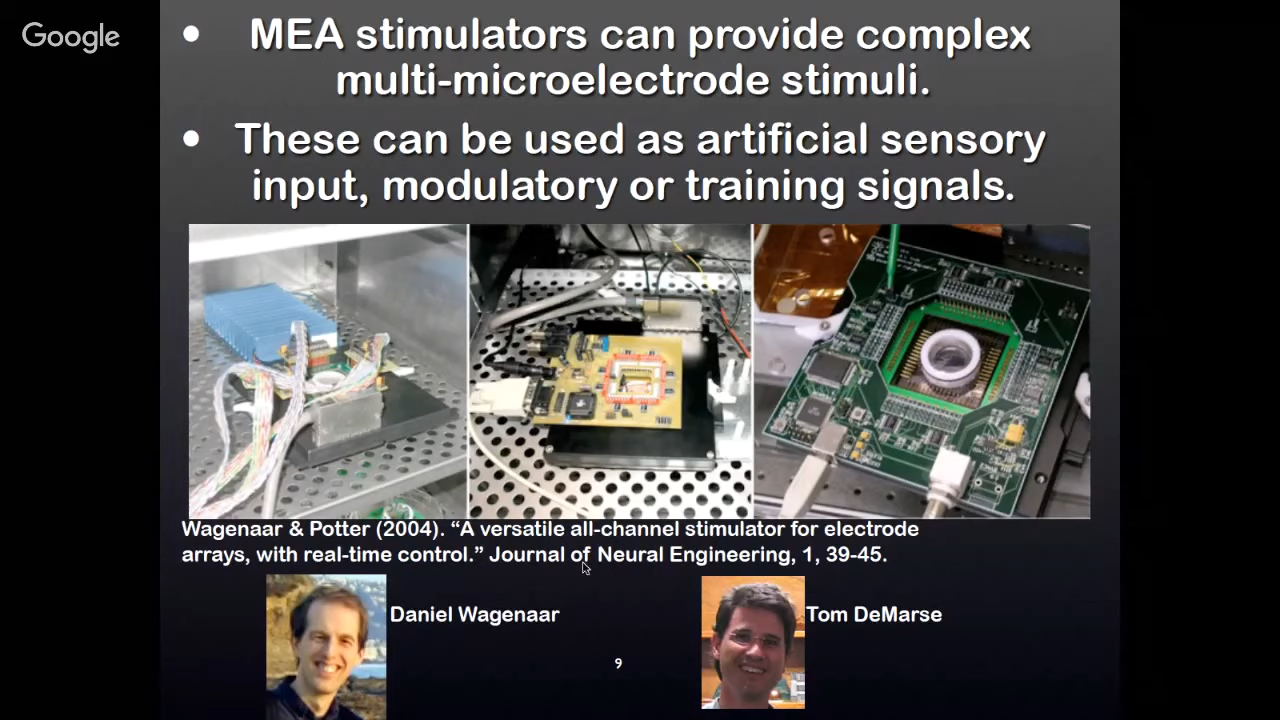 Google
• MEA stimulators can provide complex
multi-microelectrode stimuli.
• These can be used as artificial sensory
input, modulatory or training signals.
Wagenaar & Potter (2004). “A versatile all-channel stimulator for electrode
arrays, with real-time control.” Journal of Neural Engineering, 1, 39-45.
Daniel Wagenaar
Tom DeMarse
9